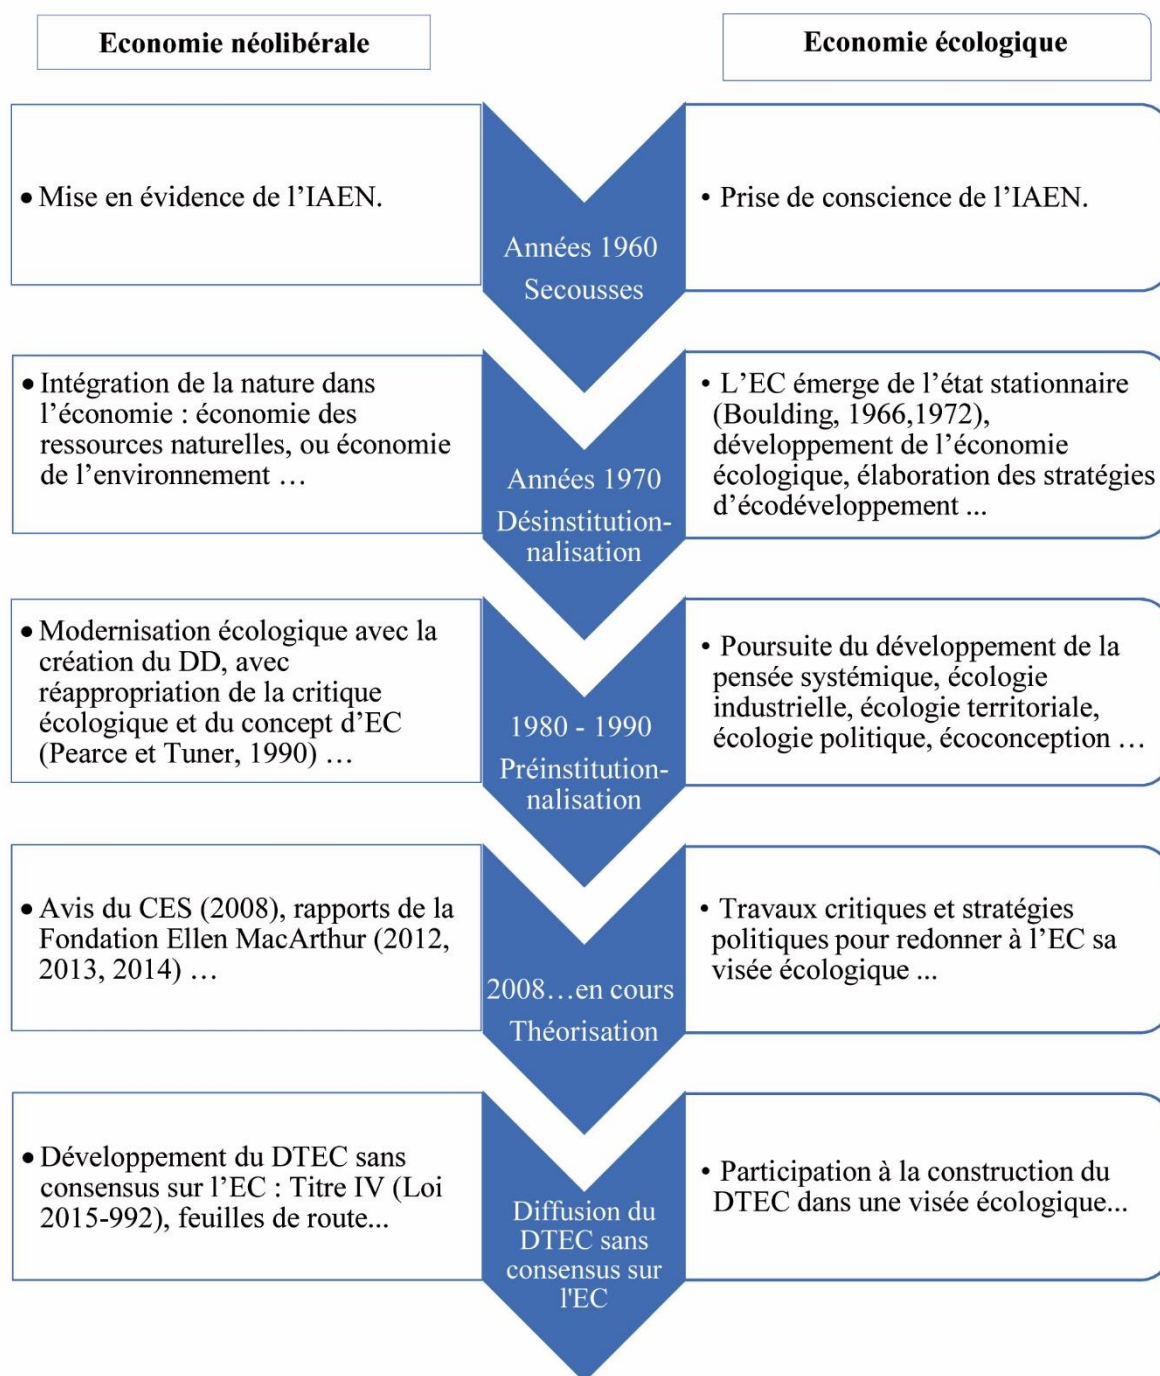 Economie néolibérale
Economie écologique
• Mise en évidence de l’IAEN.
Années 1960
Secousses
• Prise de conscience de l’IAEN.
• Intégration de la nature dans
l’économie : économie des
ressources naturelles, ou économie
de l’environnement …
Années 1970
Désinstitution-
nalisation
• L’EC émerge de l’état stationnaire
(Boulding, 1966,1972),
développement de l’économie
écologique, élaboration des stratégies
d’écodéveloppement ...
• Modernisation écologique avec la
création du DD, avec
réappropriation de la critique
écologique et du concept d’EC
(Pearce et Tuner, 1990) …
1980 - 1990
Préinstitution-
nalisation
• Poursuite du développement de la
pensée systémique, écologie
industrielle, écologie territoriale,
écologie politique, écoconception …
• Avis du CES (2008), rapports de la
Fondation Ellen MacArthur (2012,
2013, 2014) …
2008…en cours
Théorisation
• Travaux critiques et stratégies
politiques pour redonner à l’EC sa
visée écologique ...
• Développement du DTEC sans
consensus sur l’EC : Titre IV (Loi
2015-992), feuilles de route...
Diffusion du
DTEC sans
consensus sur
l'EC
• Participation à la construction du
DTEC dans une visée écologique...